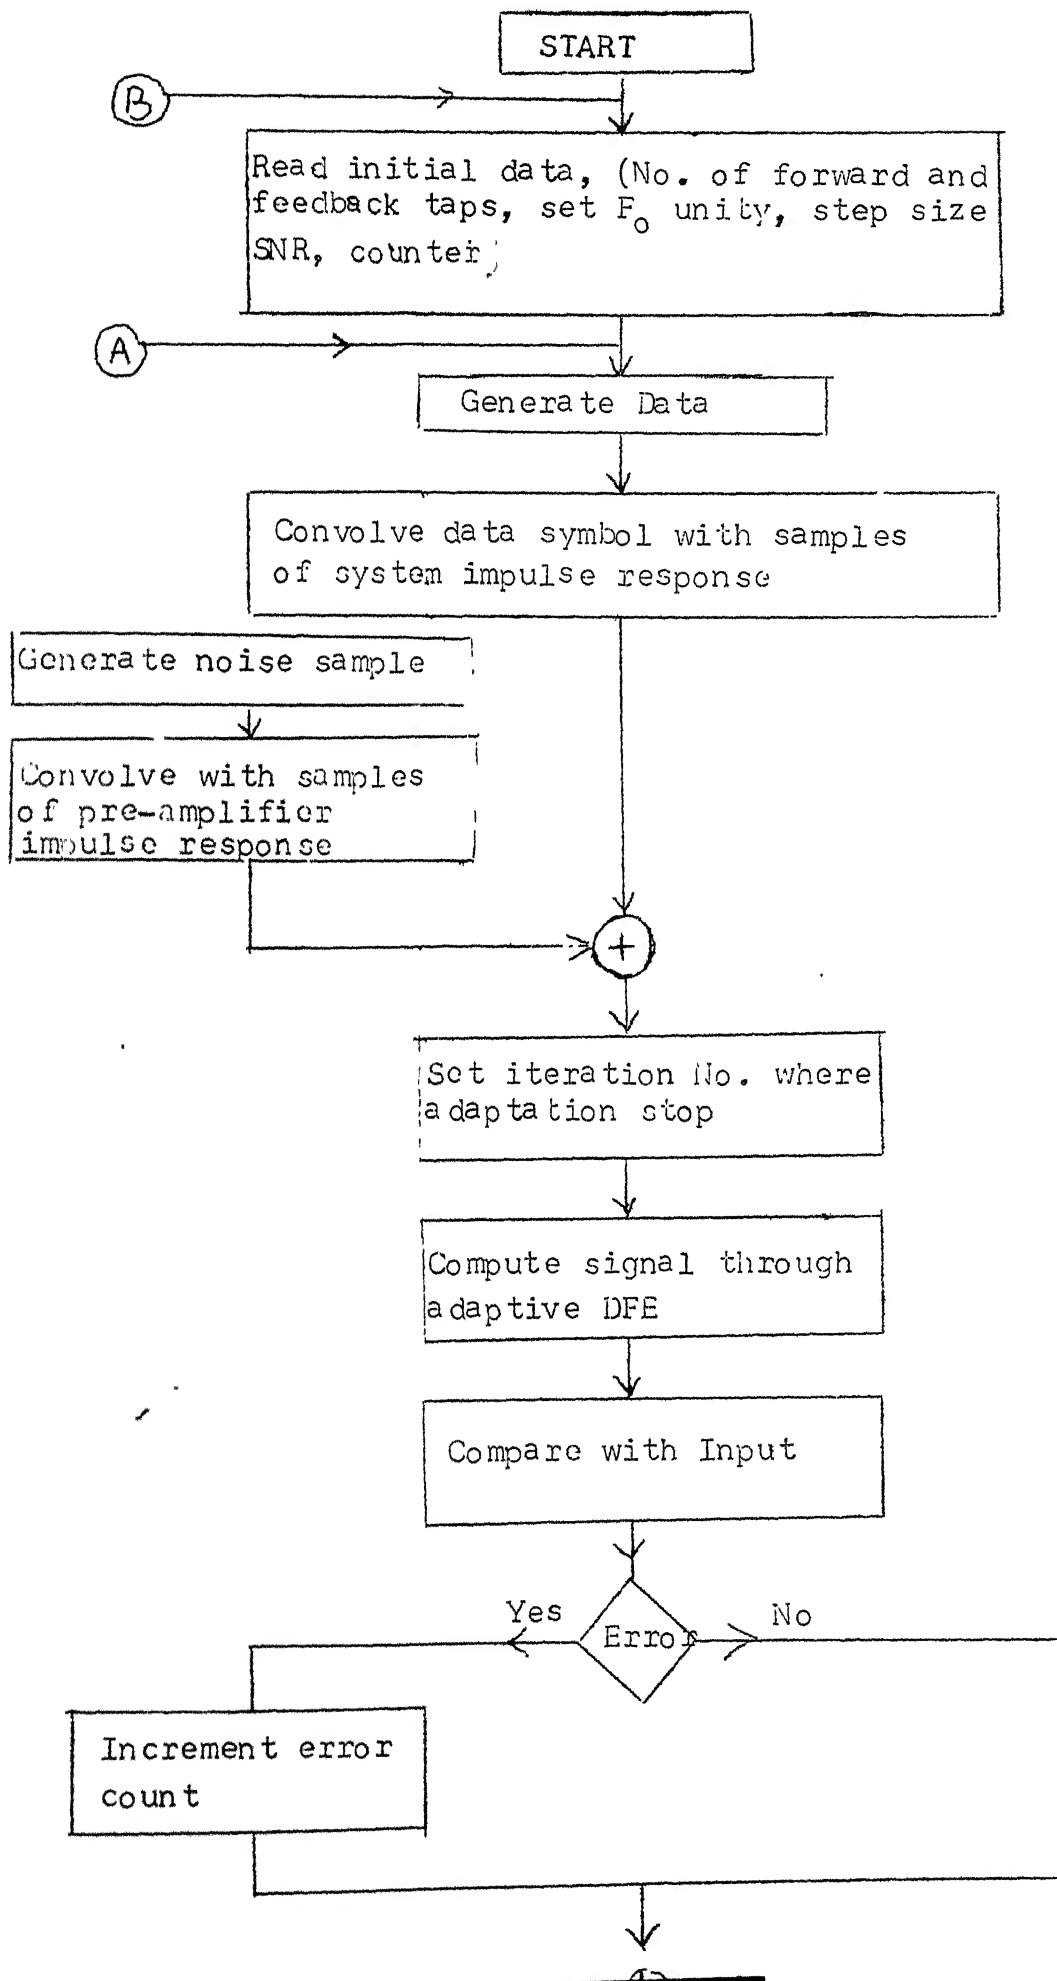 START
B
Read initial data, (No. of forward and
feedback taps, set Fo unity, step size
SNR, counter)
A
Generate Data
Convolve data symbol with samples
of system impulse response
Generate noise sample
Convolve with samples
of pre-amplifier
impulse response
+
Set iteration No. where
adaptation stop
Compute signal through
adaptive DFE
Compare with Input
Yes
Error
No
Increment error
count